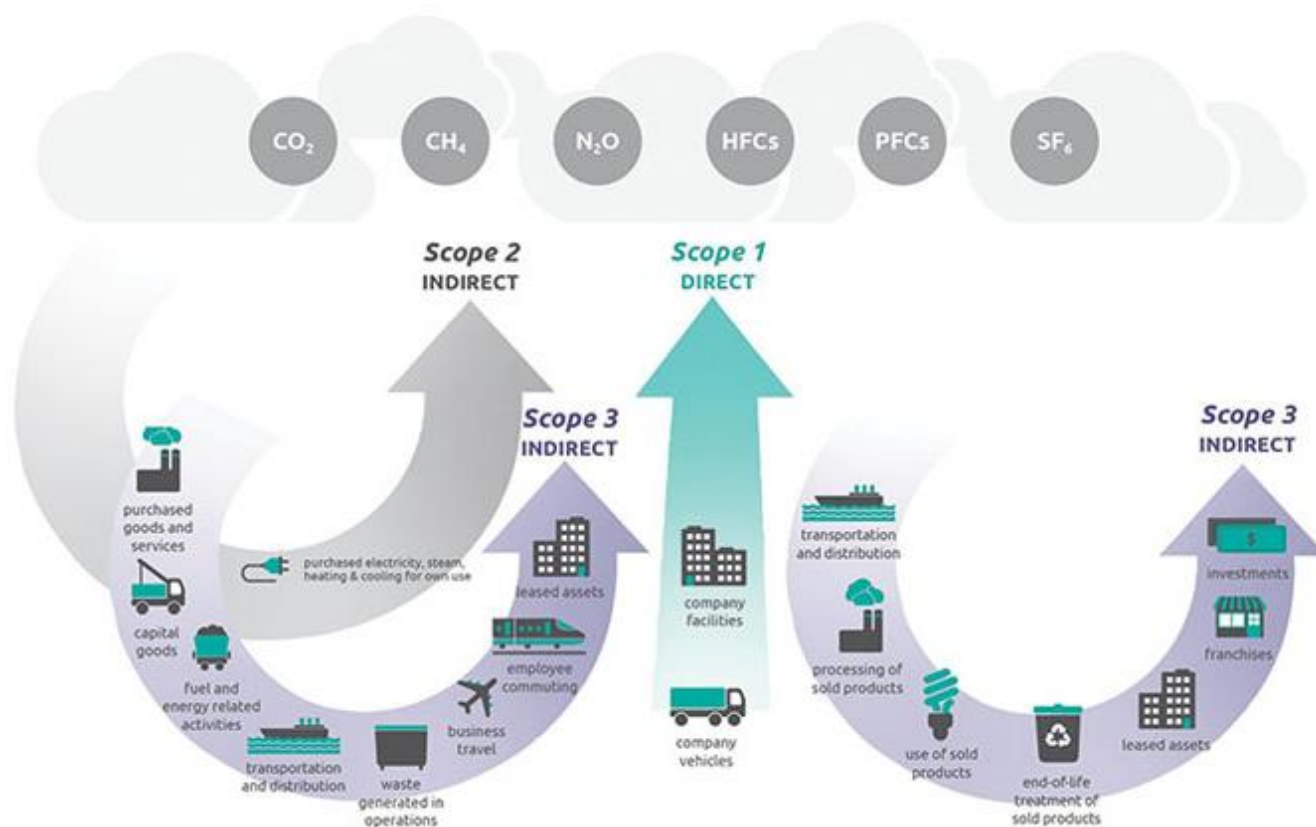 CO₂
CH₄
N₂O
HFCs
PFCs
SF₆
Scope 2
INDIRECT
Scope 1
DIRECT
Scope 3
INDIRECT
Scope 3
INDIRECT
purchased
goods and
services
capital
goods
fuel and
energy related
activities
transportation
and distribution
waste
generated in
operations
business
travel
employee
commuting
leased assets
purchased electricity, steam,
heating & cooling for own use
company
facilities
company
vehicles
transportation
and distribution
processing of
sold products
use of sold
products
end-of-life
treatment of
sold products
leased assets
franchises
$
investments